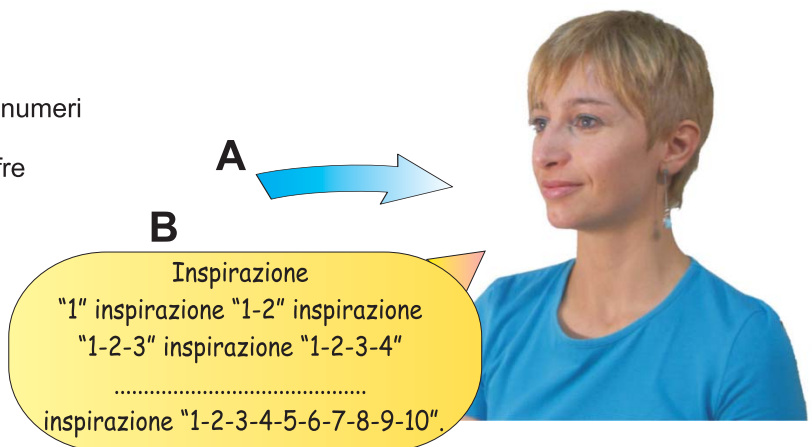 numeri
fre
A
B
Inspirazione
“1” inspirazione “1-2” inspirazione
“1-2-3” inspirazione “1-2-3-4”
..........................................
inspirazione “1-2-3-4-5-6-7-8-9-10”.